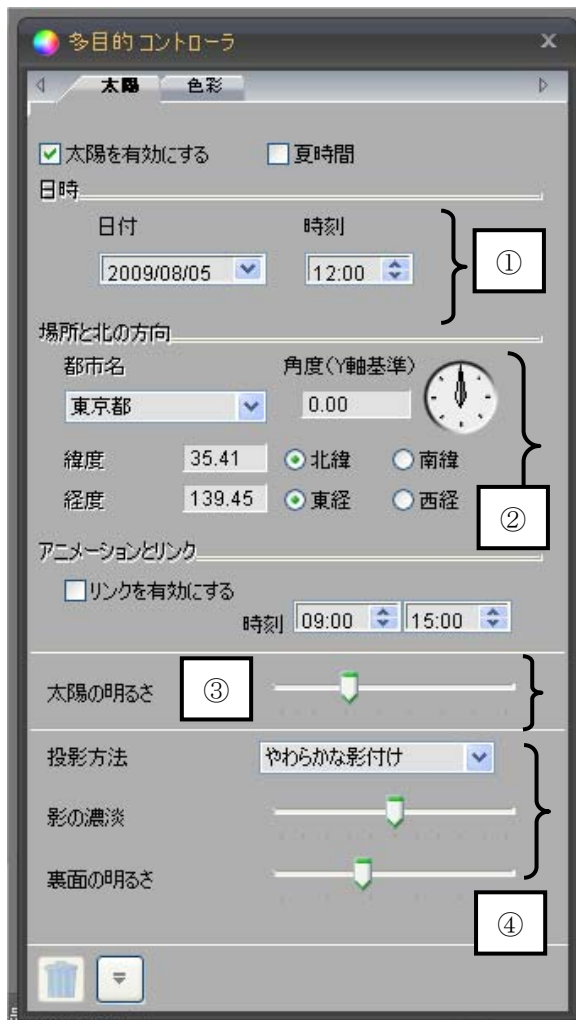 多目的コントローラ
太陽 色彩
太陽を有効にする 夏時間
日時
日付 時刻
2009/08/05 12:00
①
場所と北の方向
都市名 角度(Y軸基準)
東京都 0.00
緯度 35.41 北緯 南緯
経度 139.45 東経 西経
②
アニメーションとリンク
リンクを有効にする
時刻 09:00 15:00
太陽の明るさ ③
投影方法 やわらかな影付け
影の濃淡
裏面の明るさ
④